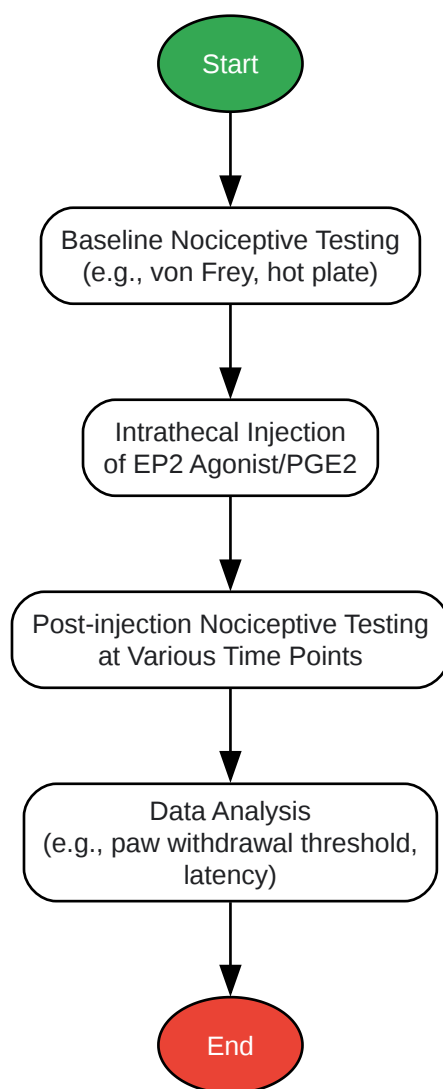 Start
Baseline Nociceptive Testing
(e.g., von Frey, hot plate)
Intrathecal Injection
of EP2 Agonist/PGE2
Post-injection Nociceptive Testing
at Various Time Points
Data Analysis
(e.g., paw withdrawal threshold,
latency)
End